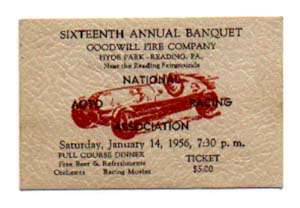 SIXTEENTH ANNUAL BANQUET
GOODWILL FIRE COMPANY
HYDE PARK - READING, PA.
Near the Reading Fairgrounds
NATIONAL
AUTO RACING
ASSOCIATION
Saturday, January 14, 1956, 7:30 p. m.
FULL COURSE DINNER TICKET
Free Beer & Refreshments $5.00
Orchestra Racing Movies